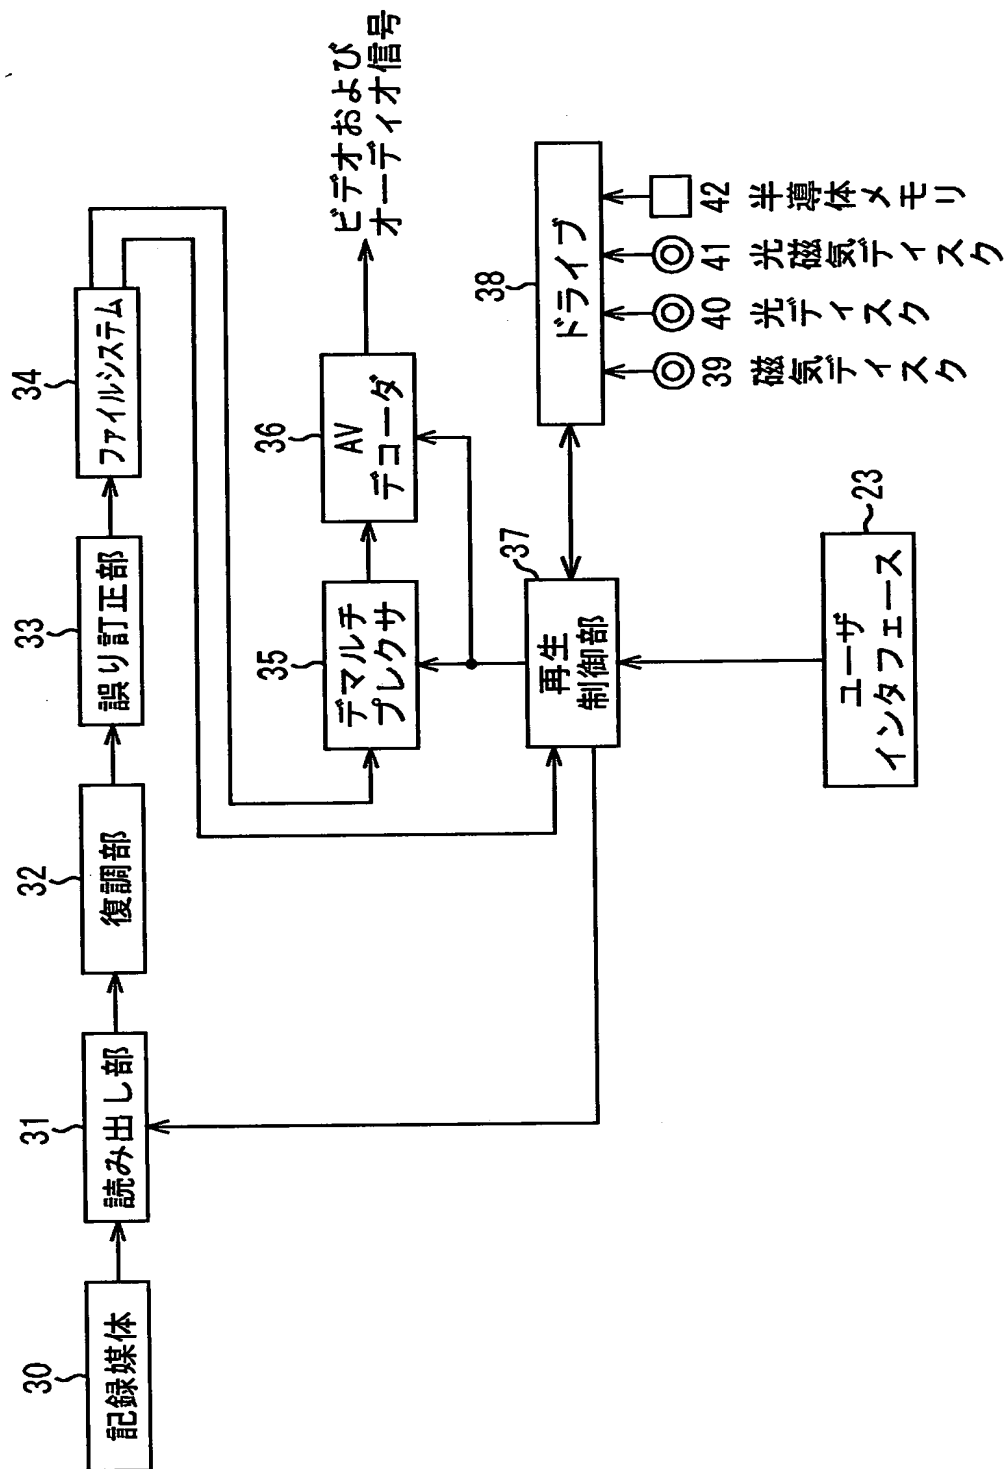 30
記録媒体
31
読み出し部
32
復調部
33
誤り訂正部
34
ファイルシステム
35
デマルチ
プレクサ
36
AV
デコーダ
ビデオおよび
オーディオ信号
37
再生
制御部
38
ドライブ
39
磁気ディスク
40
光ディスク
41
光磁気ディスク
42
半導体メモリ
23
ユーザ
インタフェース